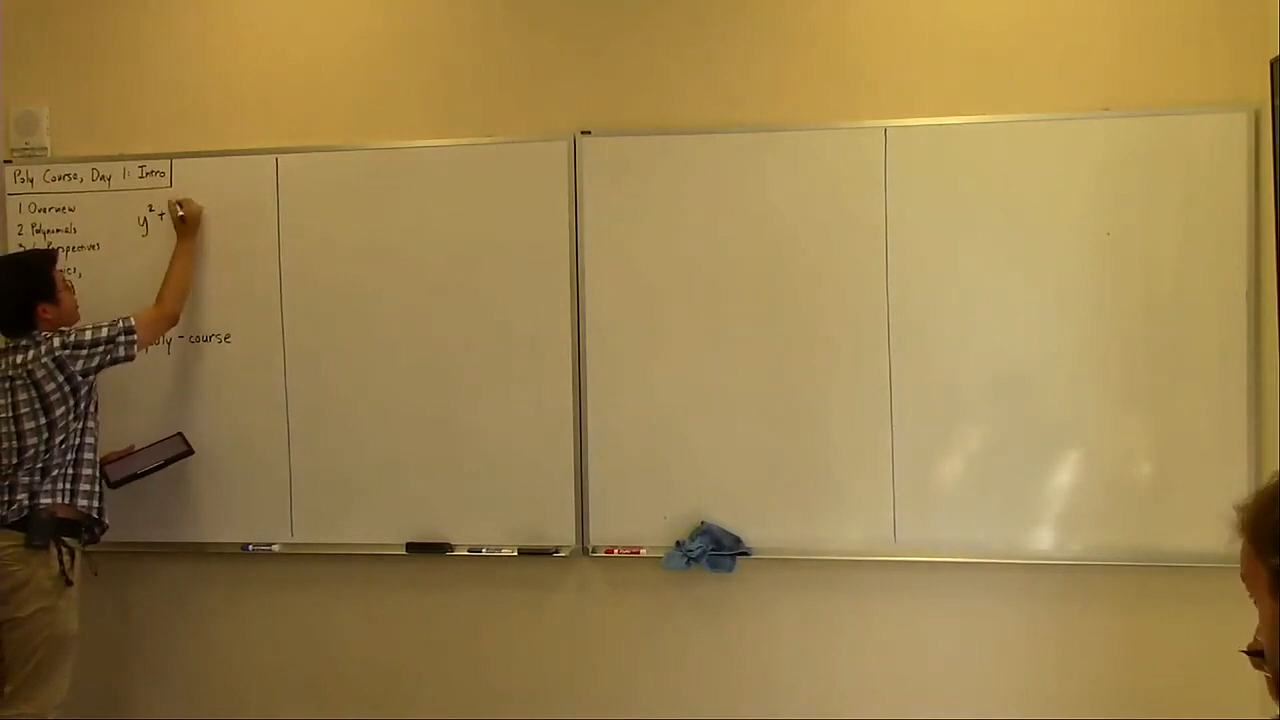 Poly Course, Day 1: Intro
1 Overview
2 Polynomials
3 Perspectives
y² +
poly - course